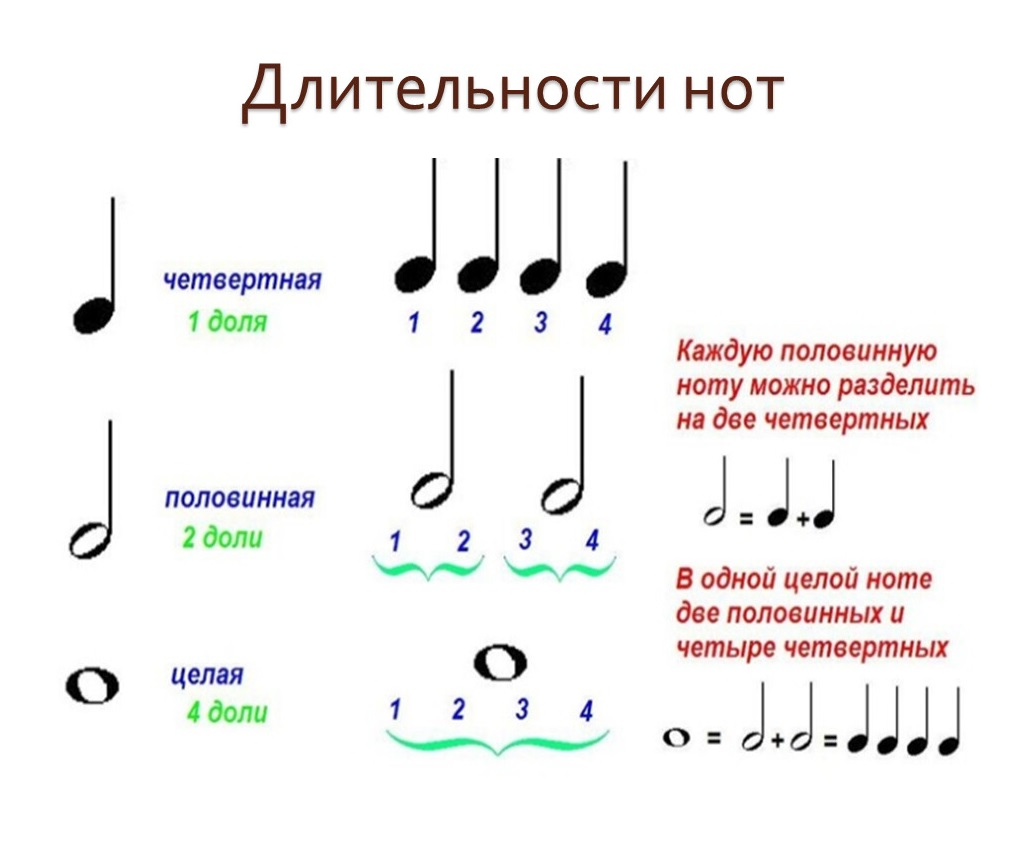 Длительности нот
четвертная
1 доля
1 2 3 4
половинная
2 доли
1 2 3 4
целая
4 доли
1 2 3 4
Каждую половинную
ноту можно разделить
на две четвертных
= +
В одной целой ноте
две половинных и
четыре четвертных
= + =